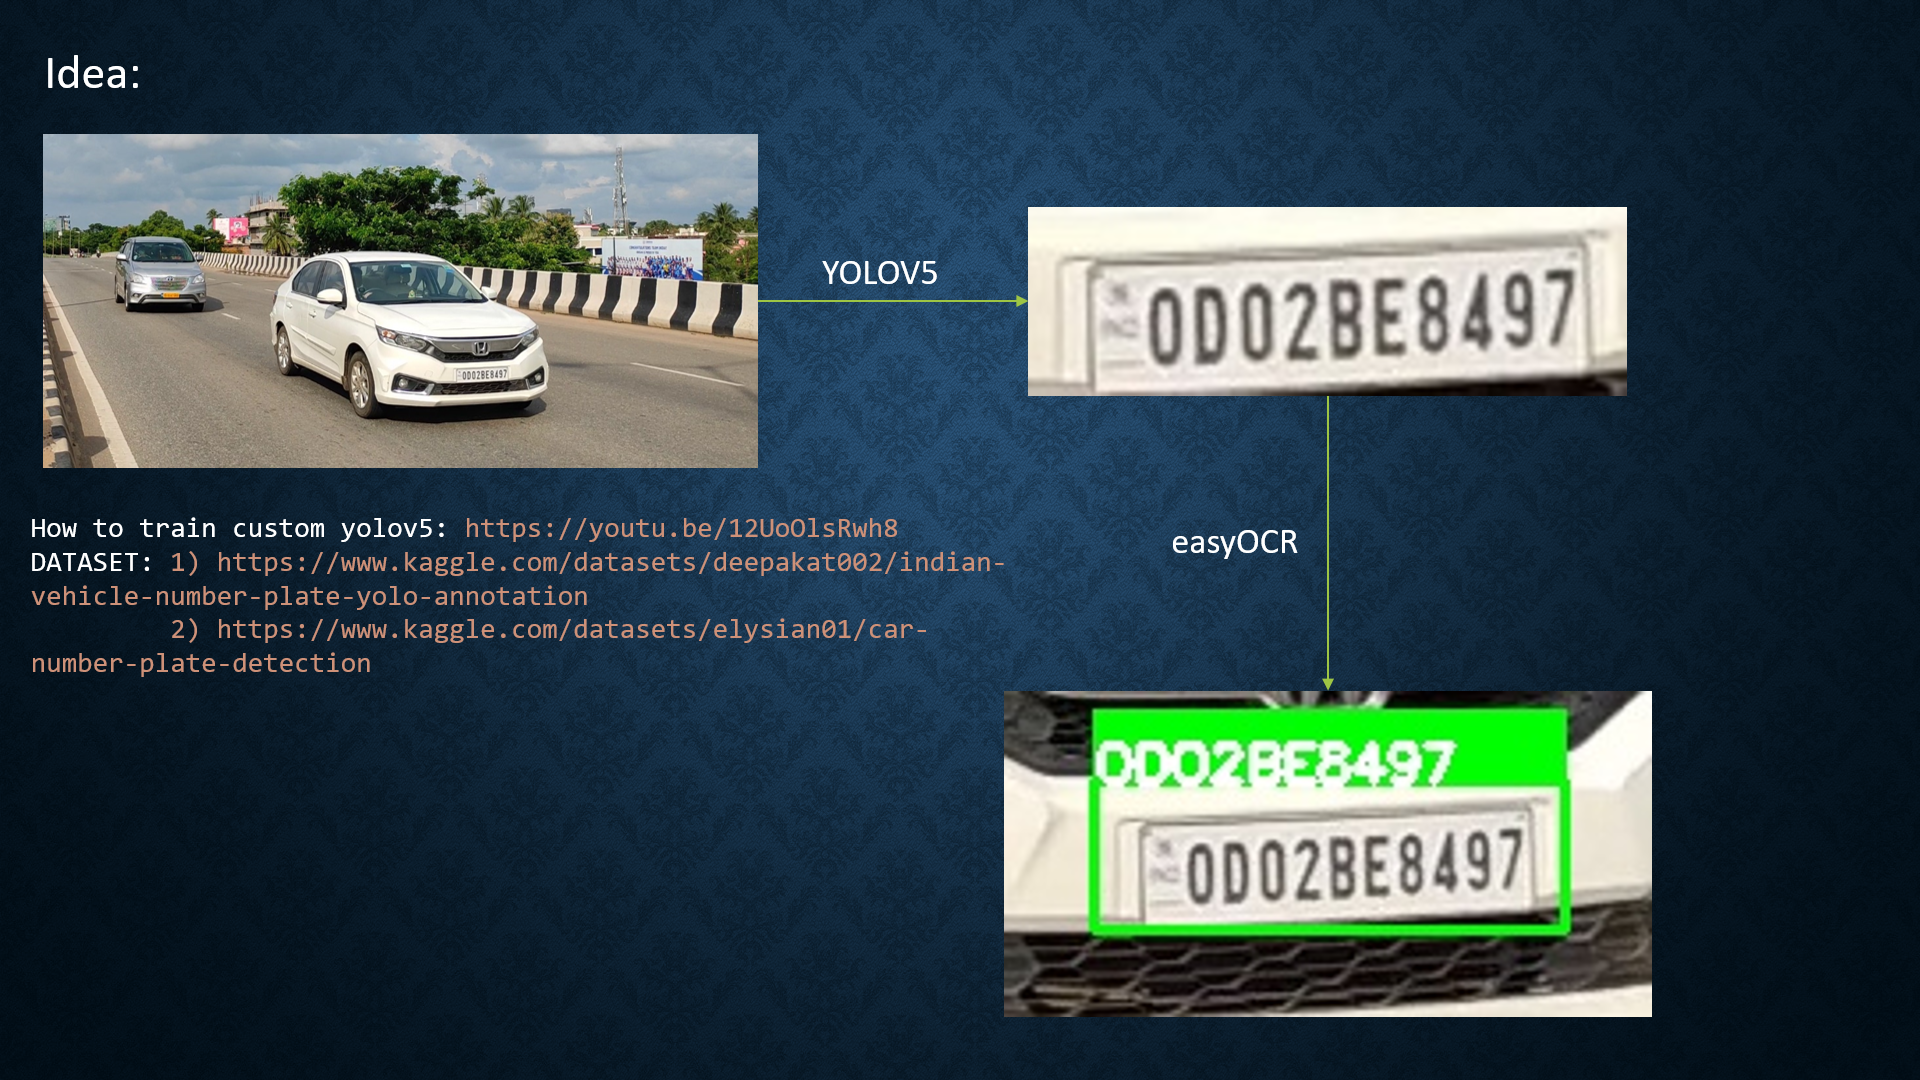 Idea:
0D02BE8497
YOLOV5
0D02BE8497
How to train custom yolov5: https://youtu.be/12UoOlsRwh8
DATASET: 1) https://www.kaggle.com/datasets/deepakat002/indian-
vehicle-number-plate-yolo-annotation
2) https://www.kaggle.com/datasets/elysian01/car-
number-plate-detection
easyOCR
0D02BE8497
0D02BE8497